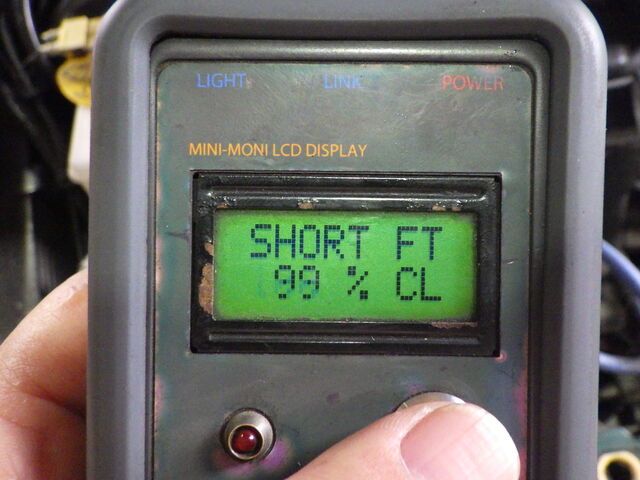 LIGHT LINK POWER
MINI-MONI LCD DISPLAY
SHORT FT
99 % CL